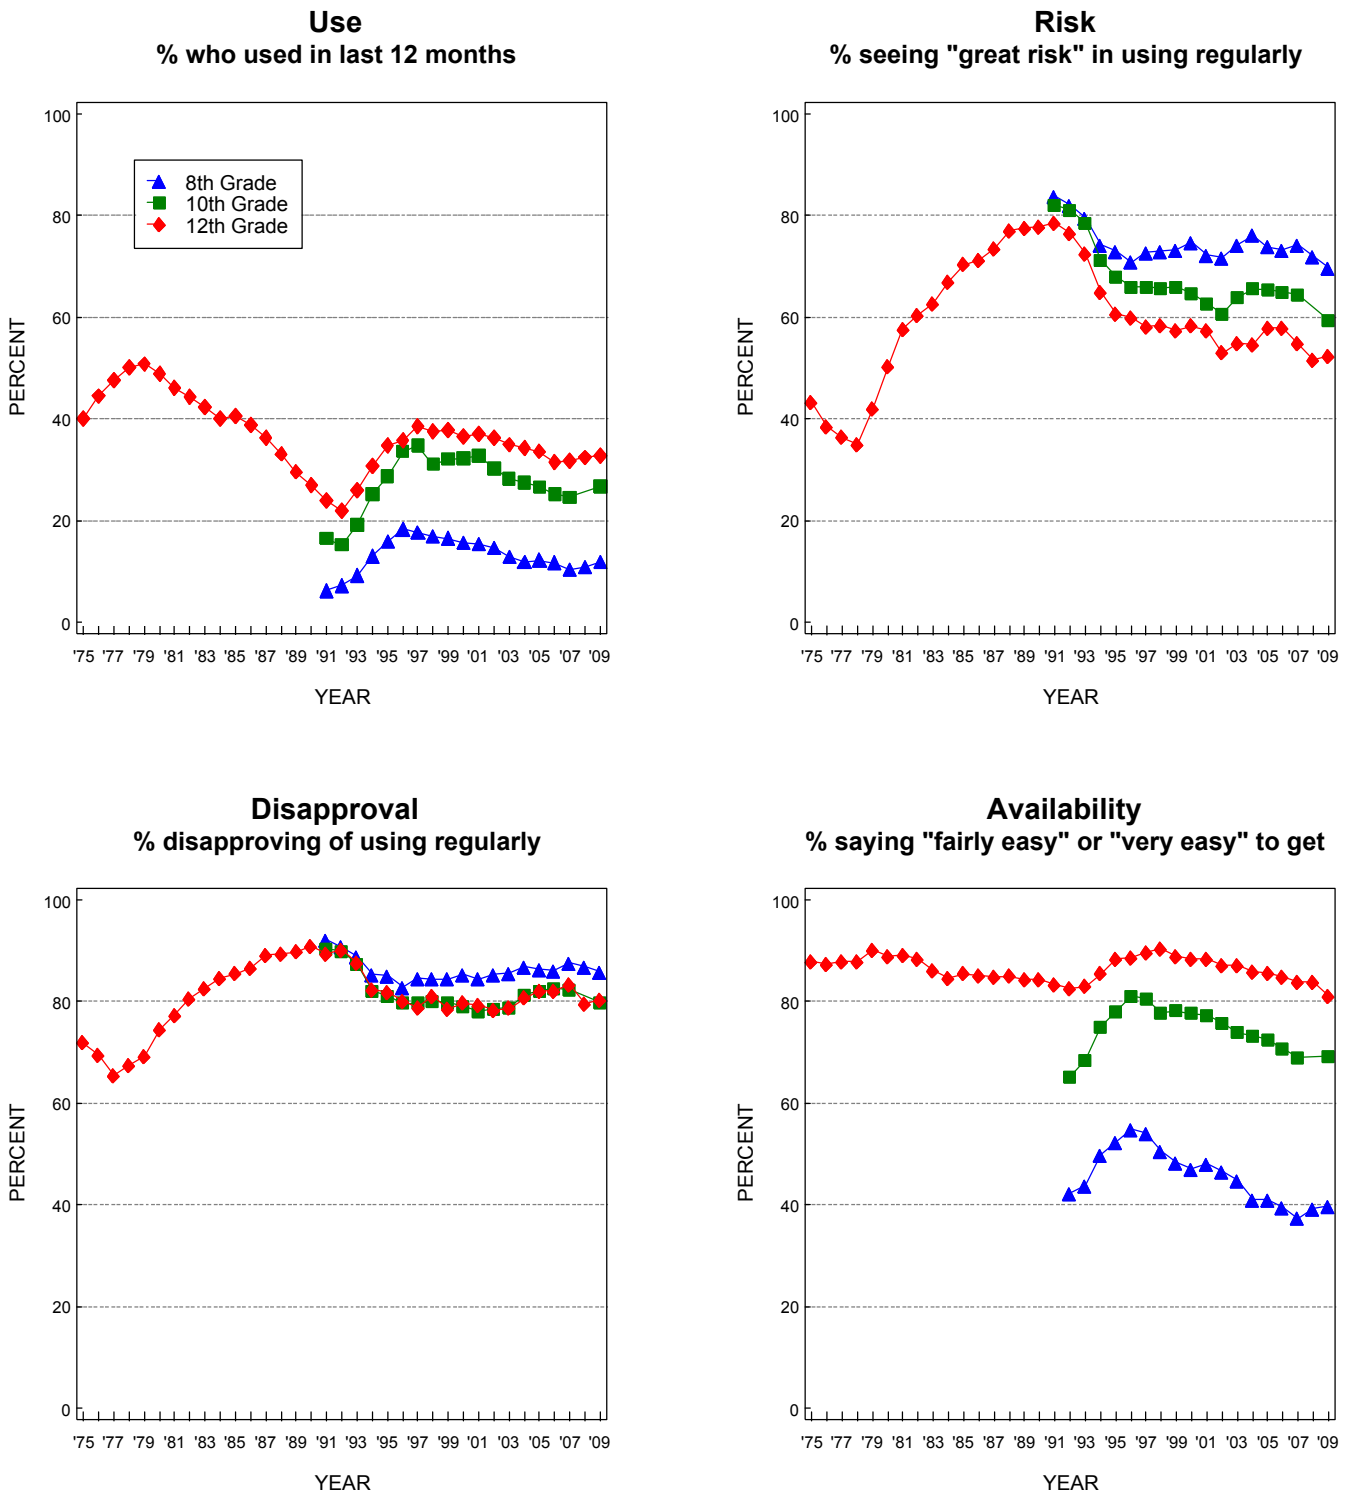 Use
% who used in last 12 months
100
80
60
40
20
0
PERCENT
8th Grade
10th Grade
12th Grade
'75 '77 '79 '81 '83 '85 '87 '89 '91 '93 '95 '97 '99 '01 '03 '05 '07 '09
YEAR
Risk
% seeing "great risk" in using regularly
100
80
60
40
20
0
PERCENT
'75 '77 '79 '81 '83 '85 '87 '89 '91 '93 '95 '97 '99 '01 '03 '05 '07 '09
YEAR
Disapproval
% disapproving of using regularly
100
80
60
40
20
0
PERCENT
'75 '77 '79 '81 '83 '85 '87 '89 '91 '93 '95 '97 '99 '01 '03 '05 '07 '09
YEAR
Availability
% saying "fairly easy" or "very easy" to get
100
80
60
40
20
0
PERCENT
'75 '77 '79 '81 '83 '85 '87 '89 '91 '93 '95 '97 '99 '01 '03 '05 '07 '09
YEAR